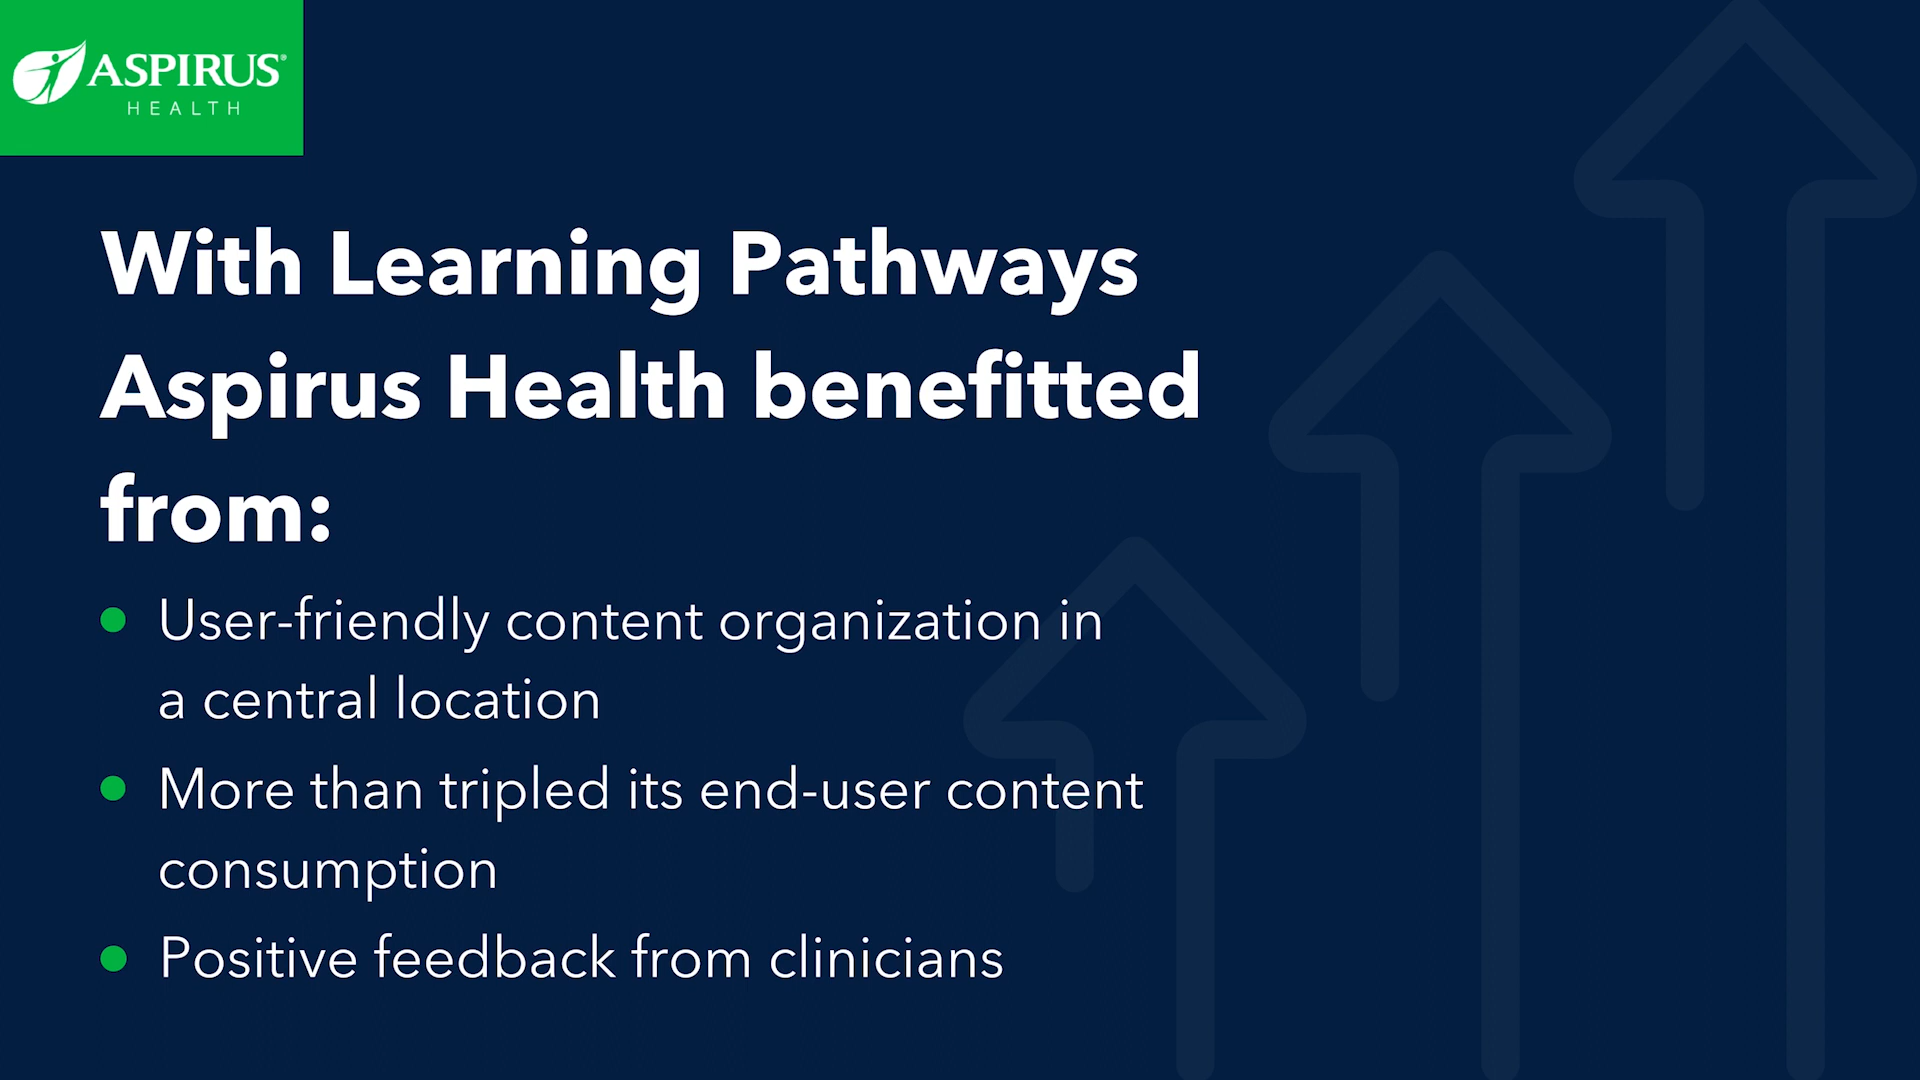 ASPIRUS®
HEALTH
With Learning Pathways
Aspirus Health benefitted
from:
User-friendly content organization in
a central location
More than tripled its end-user content
consumption
Positive feedback from clinicians